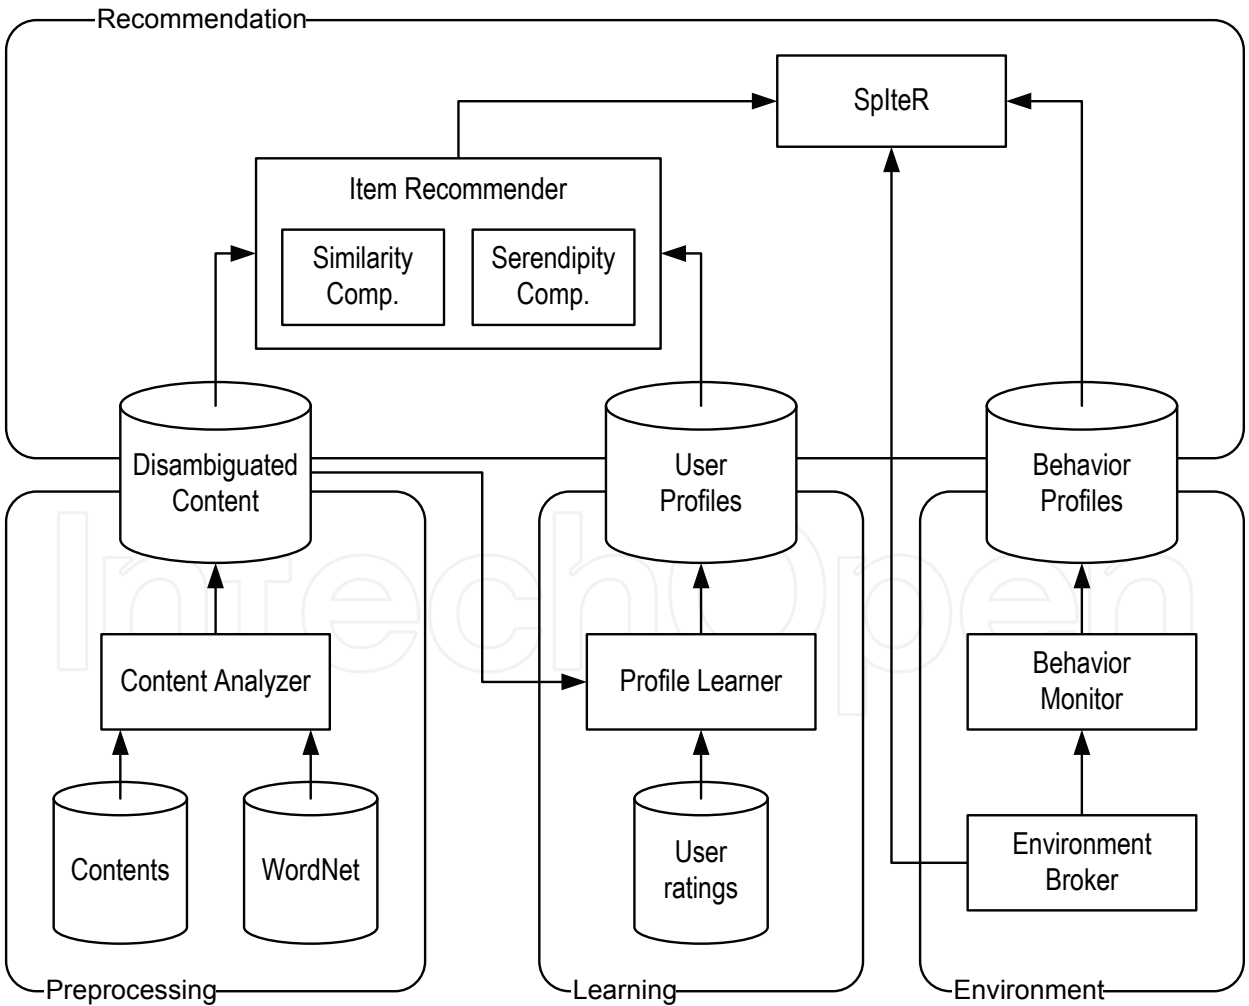 Recommendation
SpIteR
Item Recommender
Similarity
Comp.
Serendipity
Comp.
Disambiguated
Content
User
Profiles
Behavior
Profiles
IntechOpen
Content Analyzer
Profile Learner
Behavior
Monitor
Contents
WordNet
User
ratings
Environment
Broker
Preprocessing
Learning
Environment